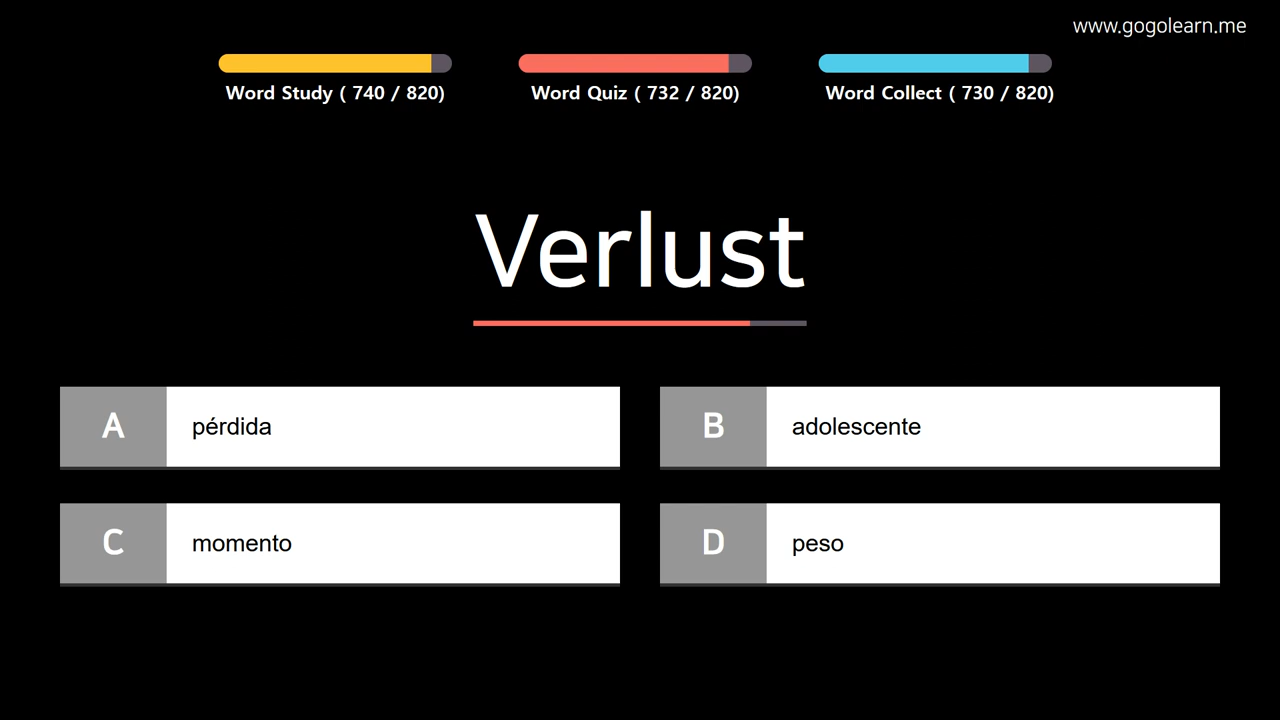 www.gogolearn.me
Word Study ( 740 / 820)
Word Quiz ( 732 / 820)
Word Collect ( 730 / 820)
Verlust
A pérdida
B adolescente
C momento
D peso